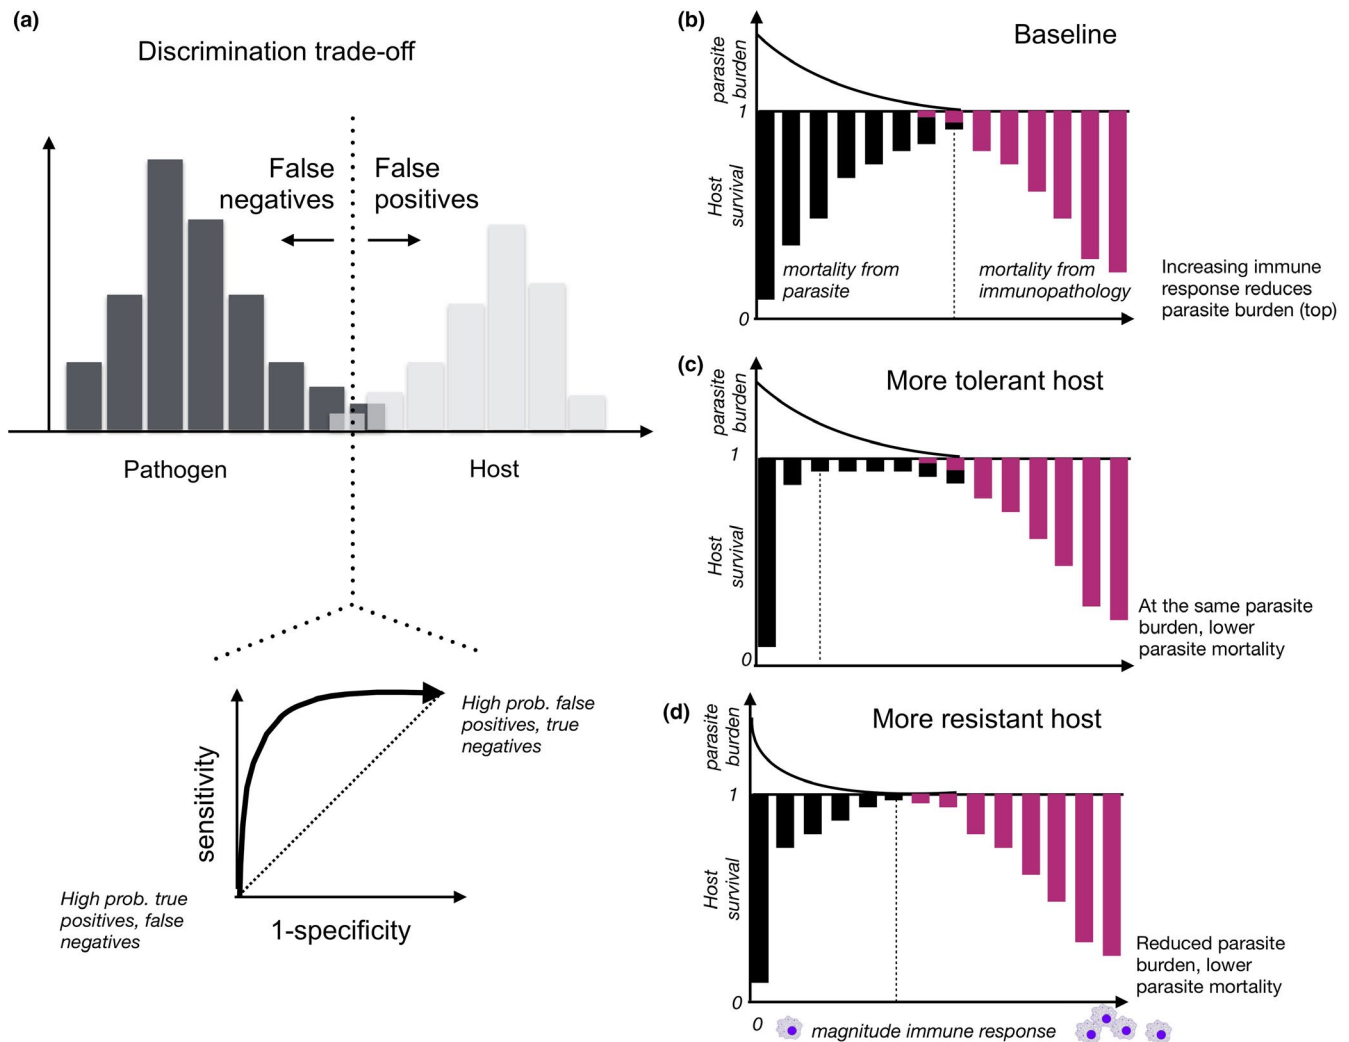 (a)
Discrimination trade-off
False
negatives
False
positives
Pathogen
Host
sensitivity
1-specificity
High prob. false
positives, true
negatives
High prob. true
positives, false
negatives
(b)
Baseline
parasite
burden
1
Host
survival
0
mortality from
parasite
mortality from
immunopathology
Increasing immune
response reduces
parasite burden (top)
(c)
More tolerant host
parasite
burden
1
Host
survival
0
At the same parasite
burden, lower
parasite mortality
(d)
More resistant host
parasite
burden
1
Host
survival
0
Reduced parasite
burden, lower
parasite mortality
0
magnitude immune response